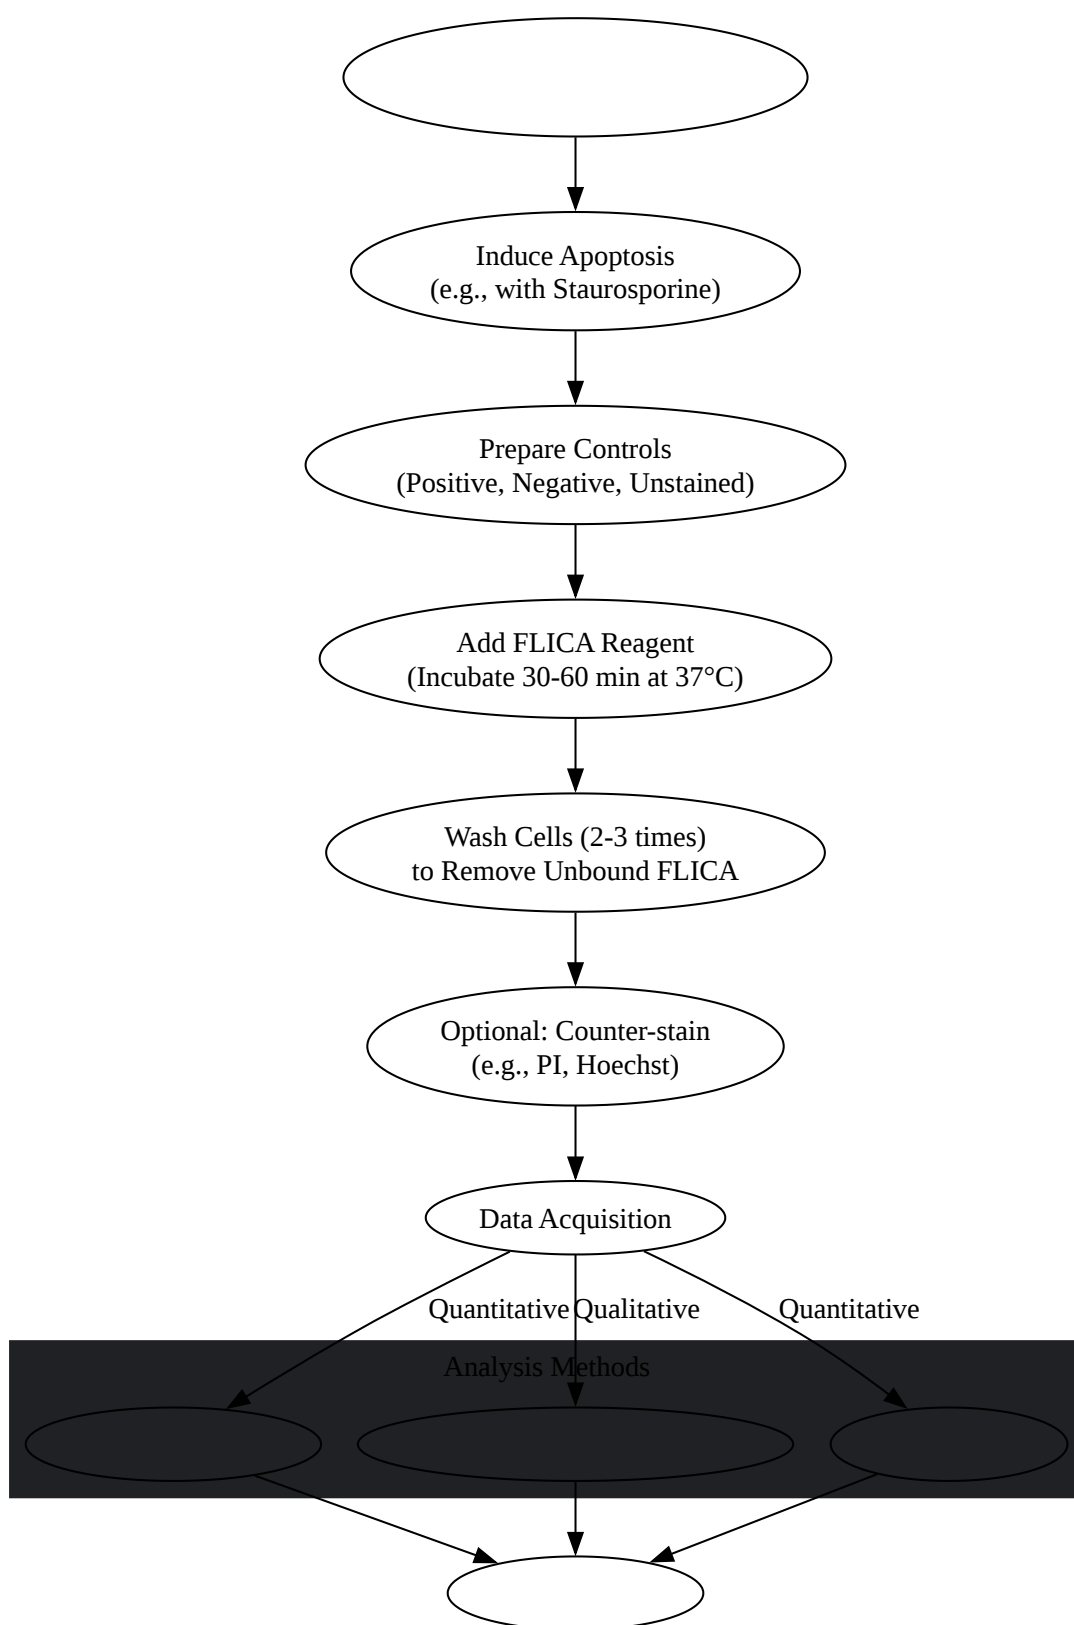 Induce Apoptosis
(e.g., with Staurosporine)
Prepare Controls
(Positive, Negative, Unstained)
Add FLICA Reagent
(Incubate 30-60 min at 37°C)
Wash Cells (2-3 times)
to Remove Unbound FLICA
Optional: Counter-stain
(e.g., PI, Hoechst)
Data Acquisition
Quantitative
Qualitative
Quantitative
Analysis Methods